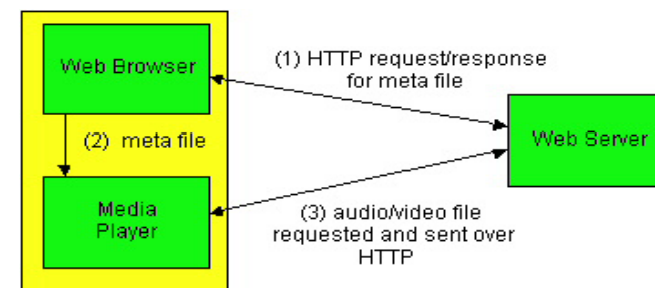 Web Browser
(1) HTTP request/response
for meta file
(2) meta file
Web Server
Media
Player
(3) audio/video file
requested and sent over
HTTP